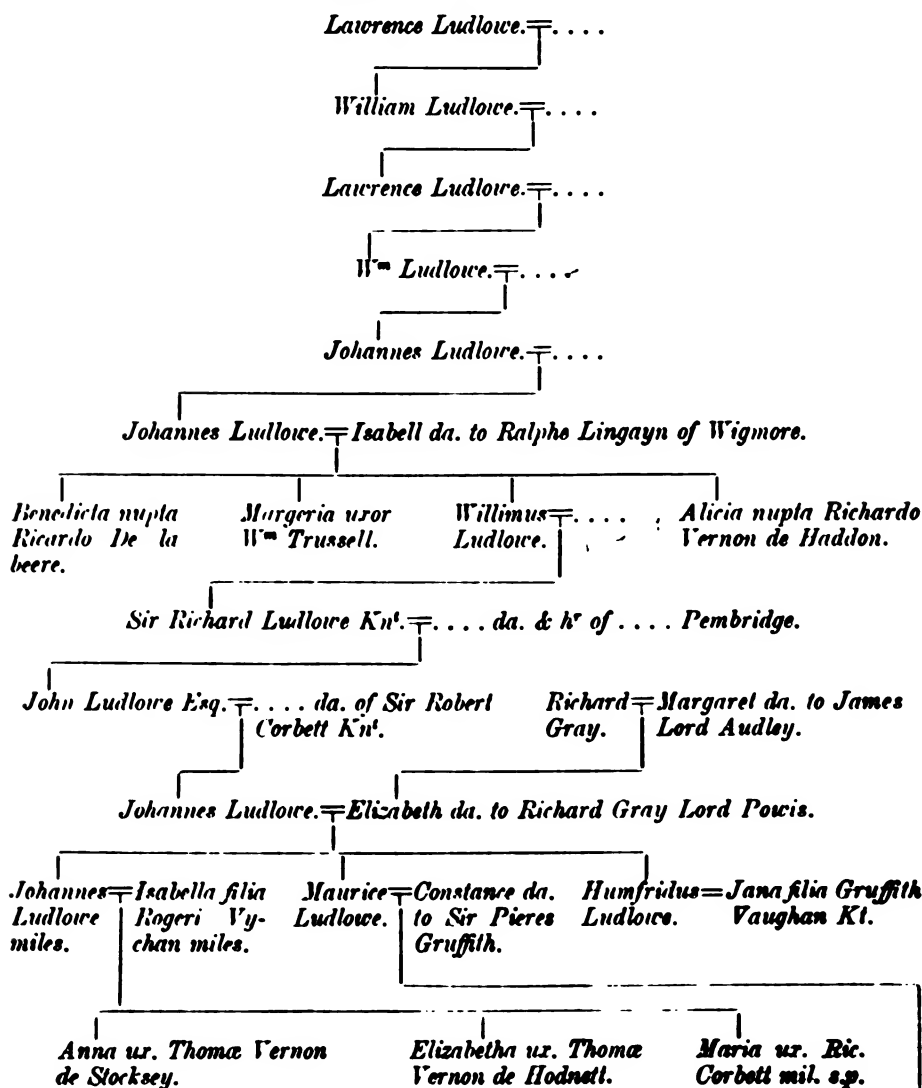 Lawrence Ludlowe.=. . . .
William Ludlowe.=. . . .
Lawrence Ludlowe.=. . . .
Wᵐ Ludlowe.=. . . .
Johannes Ludlowe.=. . . .
Johannes Ludlowe.=Isabell da. to Ralphe Lingayn of Wigmore.
Benedicta nupta
Ricardo De la
beere.
Margeria uxor
Wᵐ Trussell.
Willimus=. . . .
Ludlowe.
Alicia nupta Richardo
Vernon de Haddon.
Sir Richard Ludlowe Knᵗ.=. . . . da. & hʳ of . . . . Pembridge.
John Ludlowe Esq.=. . . . da. of Sir Robert
Corbett Knᵗ.
Richard=Margaret da. to James
Gray. Lord Audley.
Johannes Ludlowe.=Elizabeth da. to Richard Gray Lord Powis.
Johannes=Isabella filia
Ludlowe Rogeri Vy-
miles. chan miles.
Maurice=Constance da.
Ludlowe. to Sir Pieres
Gruffith.
Humfridus=Jana filia Gruffith
Ludlowe. Vaughan Kt.
Anna ux. Thomæ Vernon
de Stocksey.
Elizabetha ux. Thomæ
Vernon de Hodnett.
Maria ux. Ric.
Corbett mil. s.p.